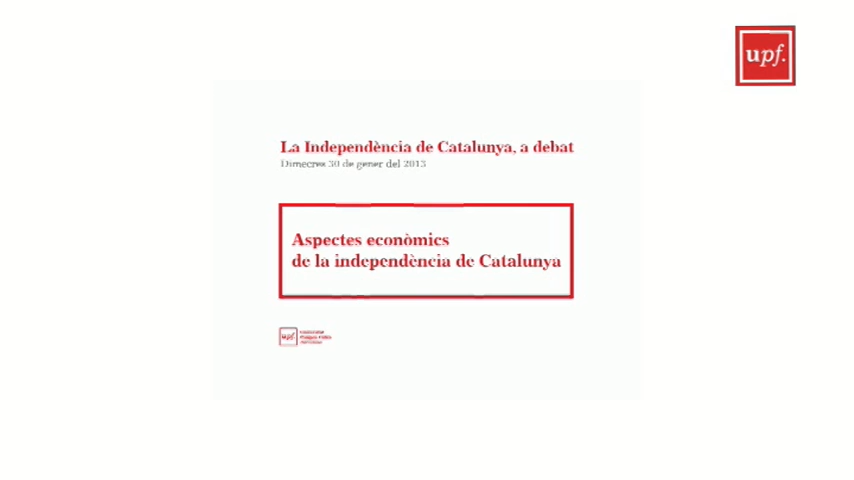 upf.
La Independència de Catalunya, a debat
Dimecres 30 de gener del 2013
Aspectes econòmics
de la independència de Catalunya
upf.